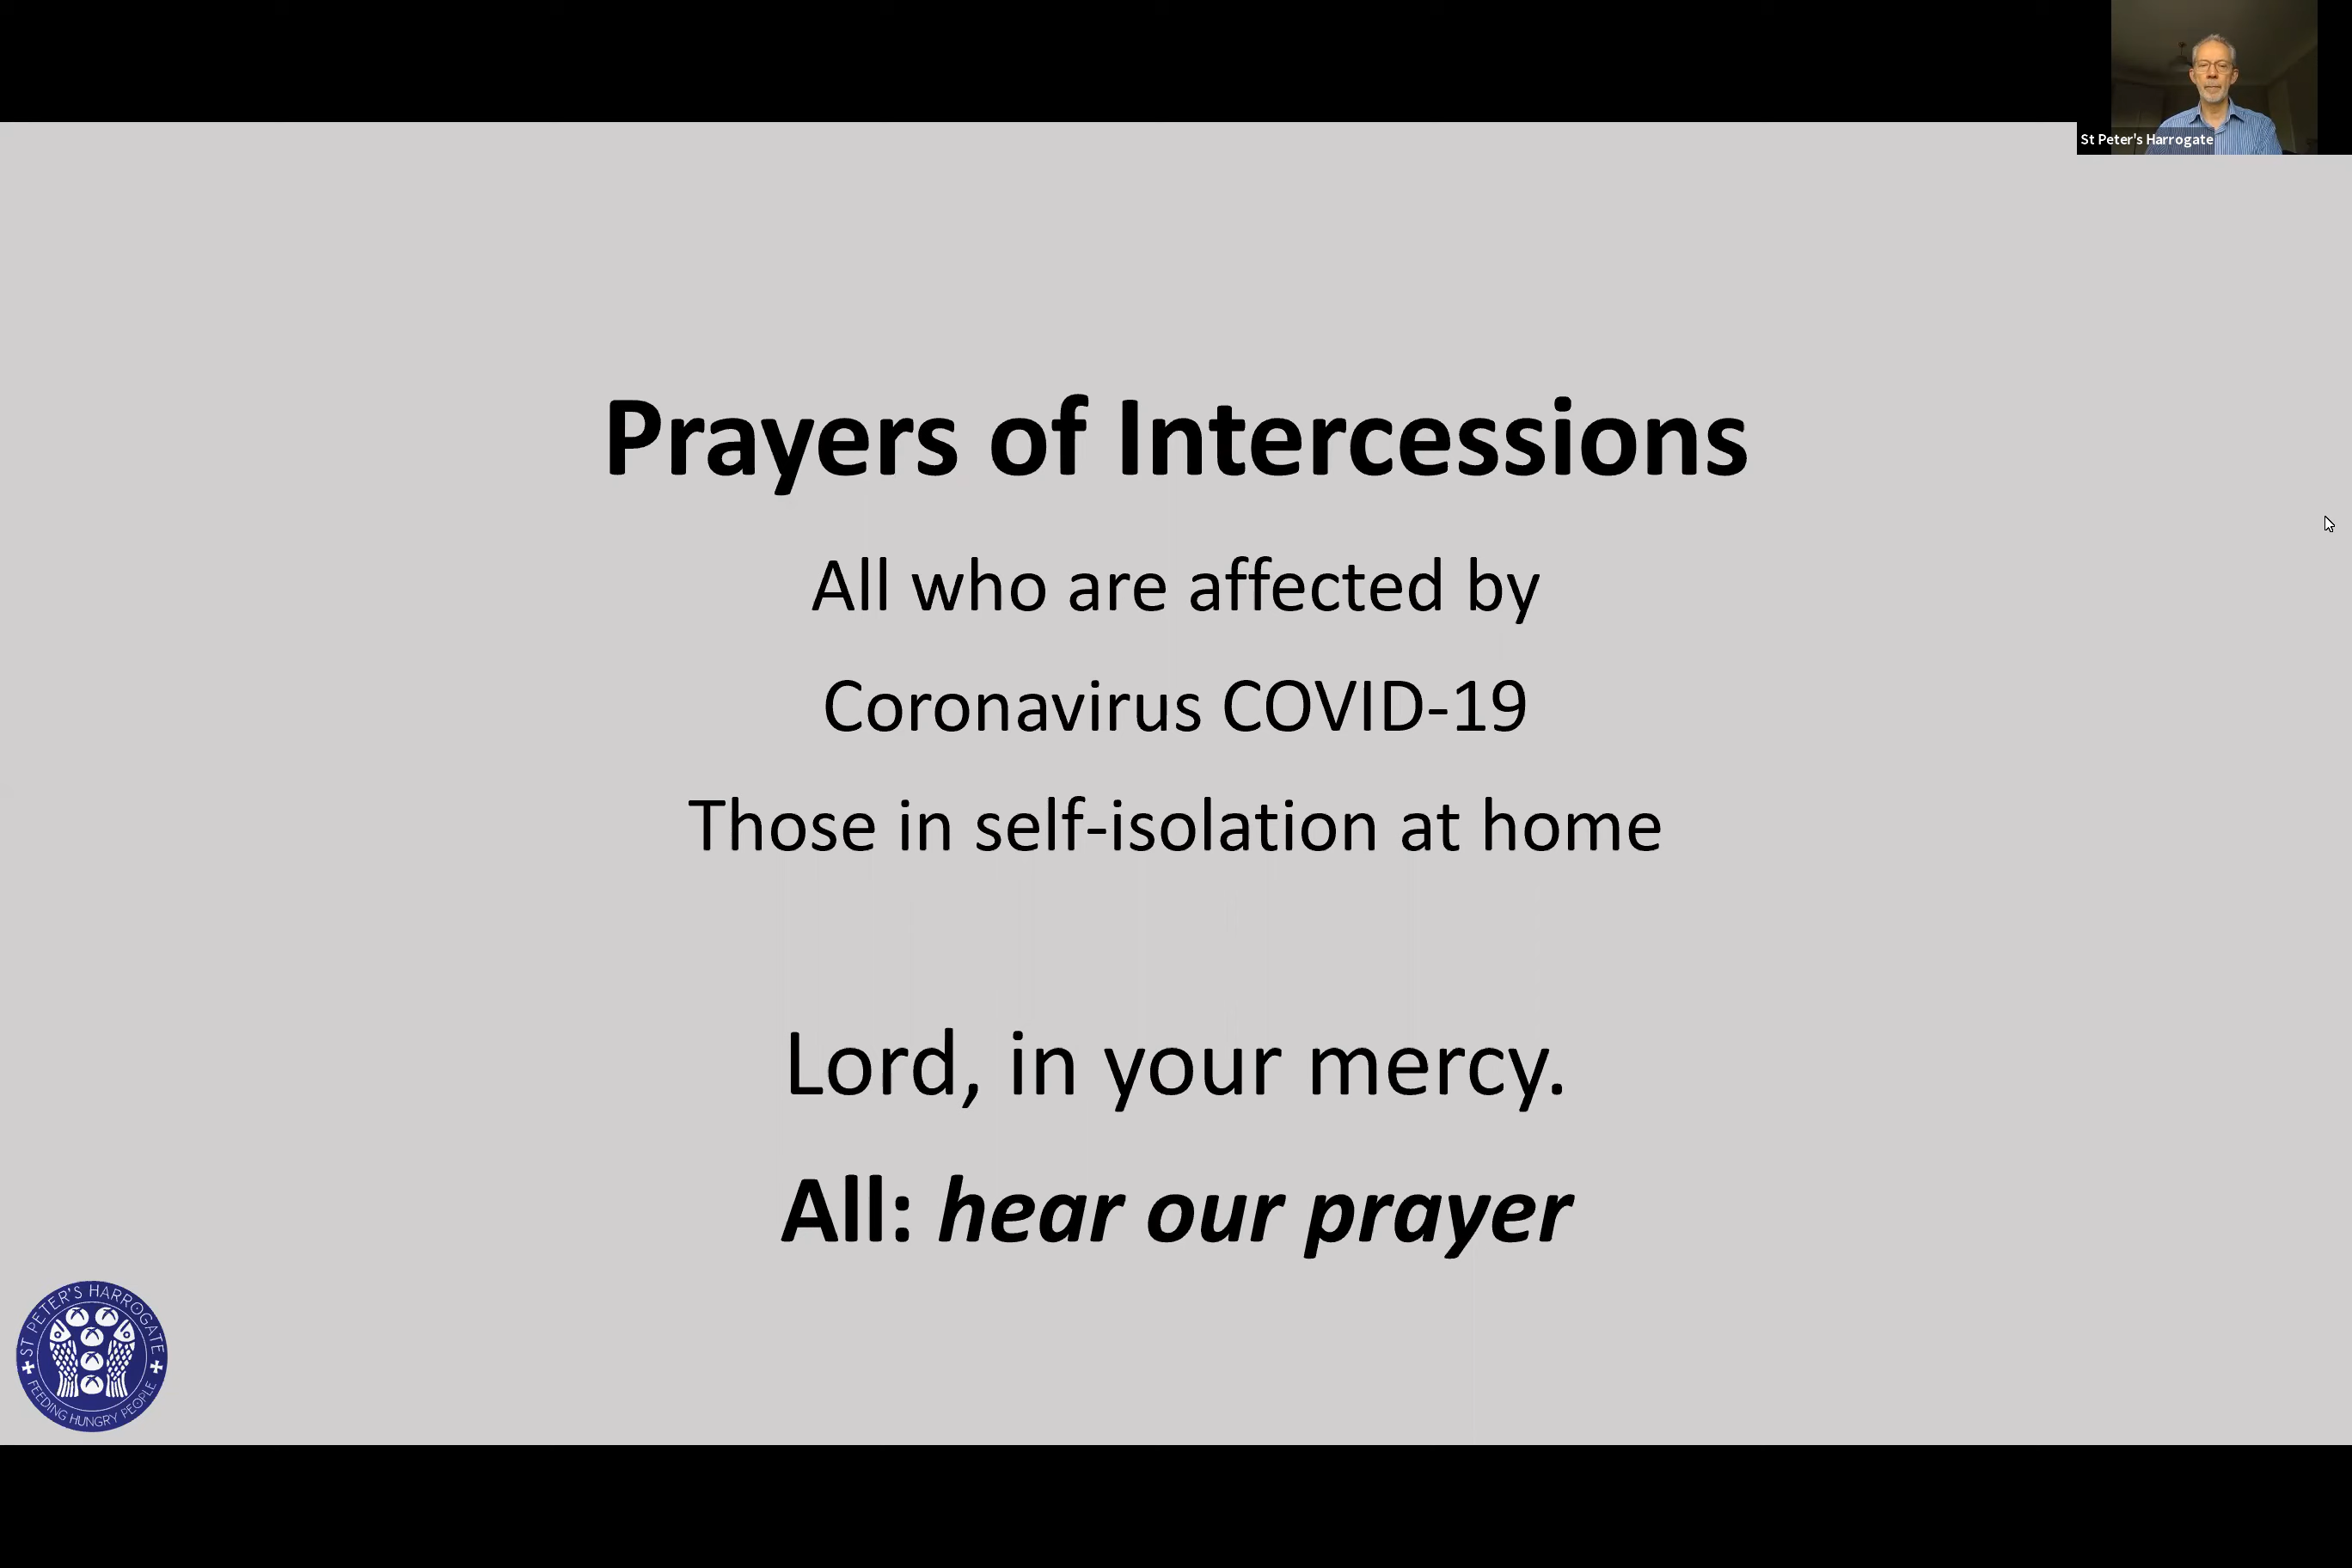 St Peter's Harrogate
Prayers of Intercessions
All who are affected by
Coronavirus COVID-19
Those in self-isolation at home
Lord, in your mercy.
All: hear our prayer
ST PETER'S HARROGATE
FEEDING HUNGRY PEOPLE